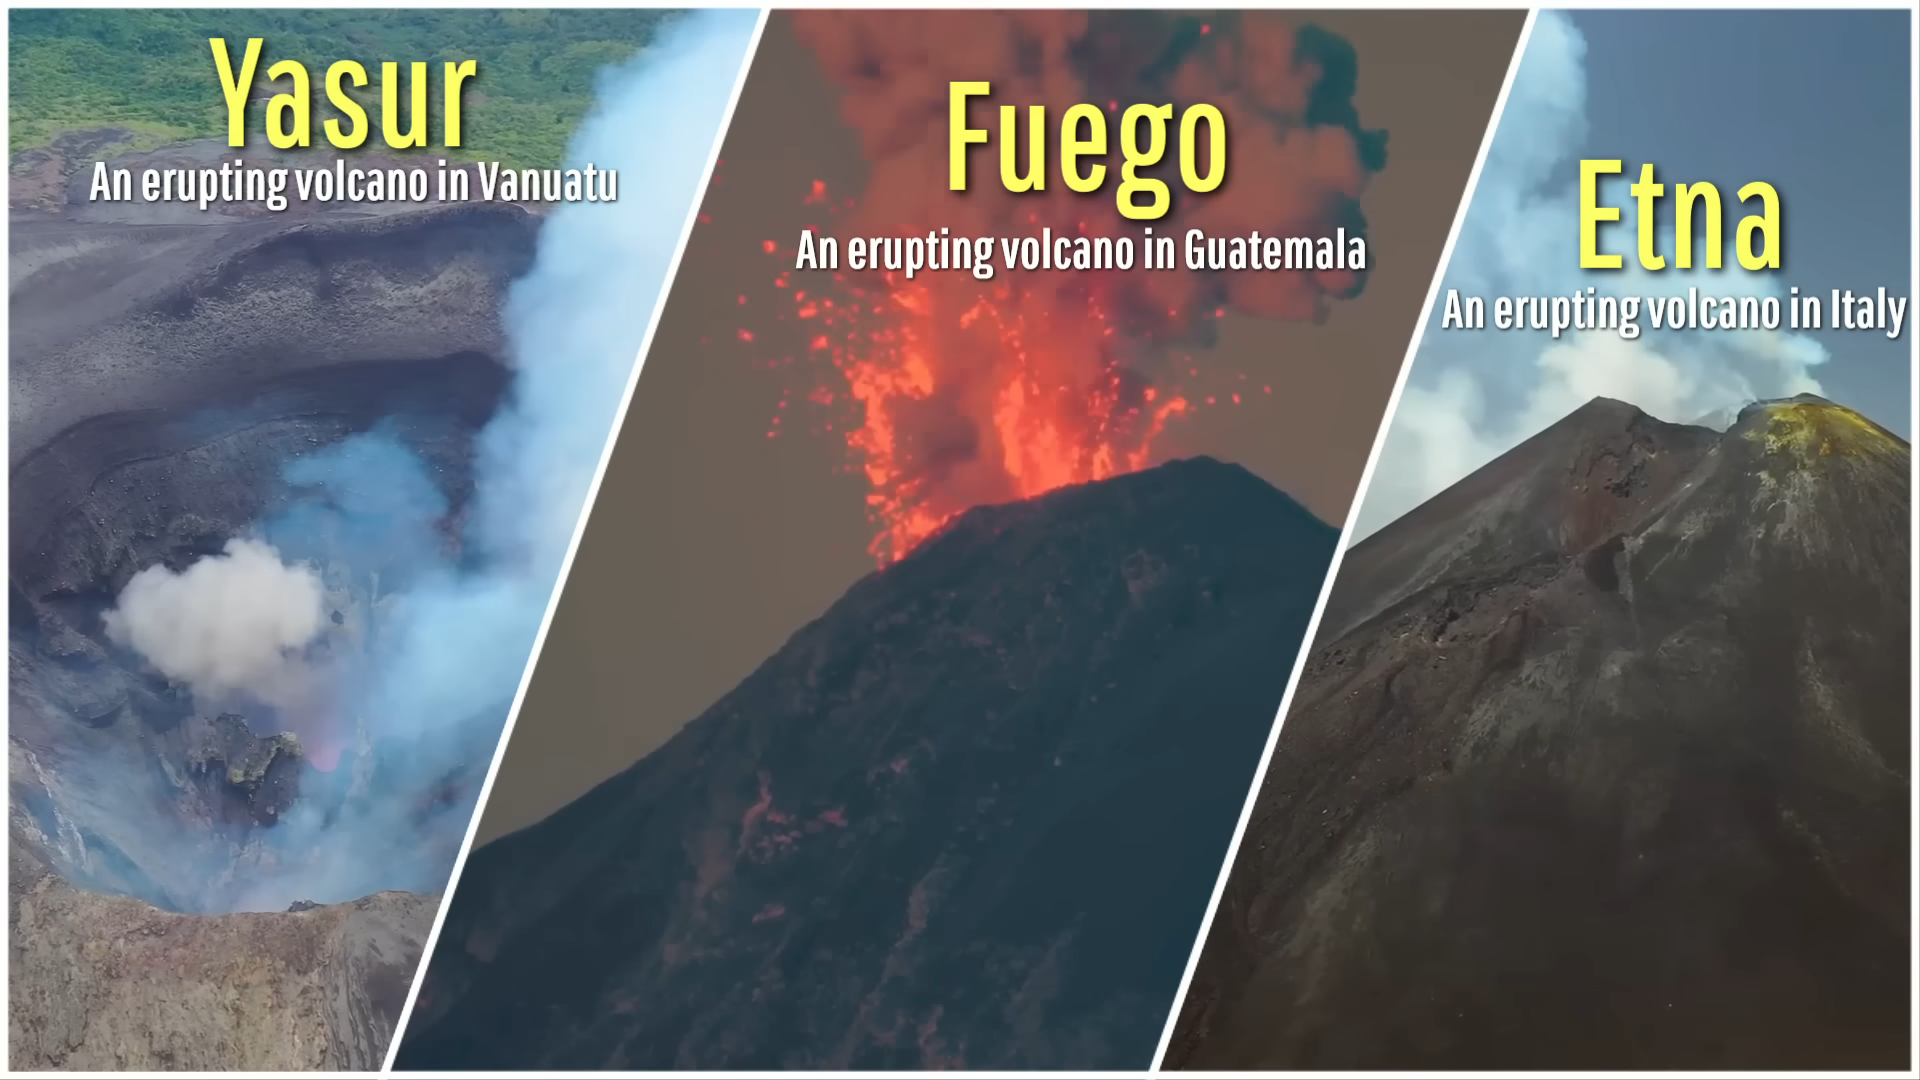 Yasur
An erupting volcano in Vanuatu
Fuego
An erupting volcano in Guatemala
Etna
An erupting volcano in Italy